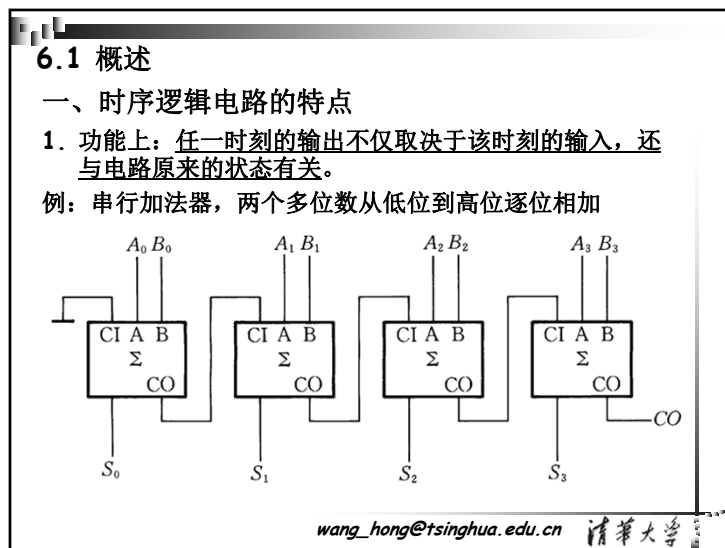 6.1 概述
一、时序逻辑电路的特点
1. 功能上：任一时刻的输出不仅取决于该时刻的输入，还
与电路原来的状态有关。
例：串行加法器，两个多位数从低位到高位逐位相加
A₀ B₀ A₁ B₁ A₂ B₂ A₃ B₃
CI A B CI A B CI A B CI A B
Σ Σ Σ Σ
CO CO CO CO
CO
S₀ S₁ S₂ S₃
wang_hong@tsinghua.edu.cn 清華大学